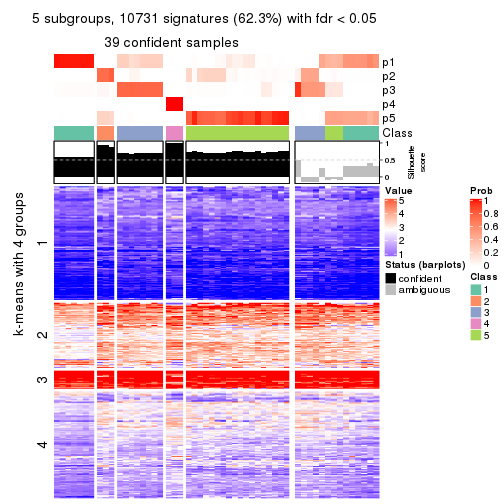 5 subgroups, 10731 signatures (62.3%) with fdr < 0.05
39 confident samples
p1
p2
p3
p4
p5
Class
1
0.5
0
Silhouette
score
k-means with 4 groups
1
2
3
4
Value
5
4
3
2
1
Status (barplots)
confident
ambiguous
Prob
1
0.8
0.6
0.4
0.2
0
Class
1
2
3
4
5